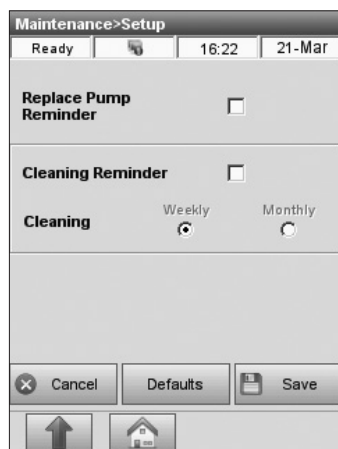 Maintenance>Setup
Ready 16:22 21-Mar
Replace Pump
Reminder
Cleaning Reminder
Weekly Monthly
Cleaning
Cancel Defaults Save